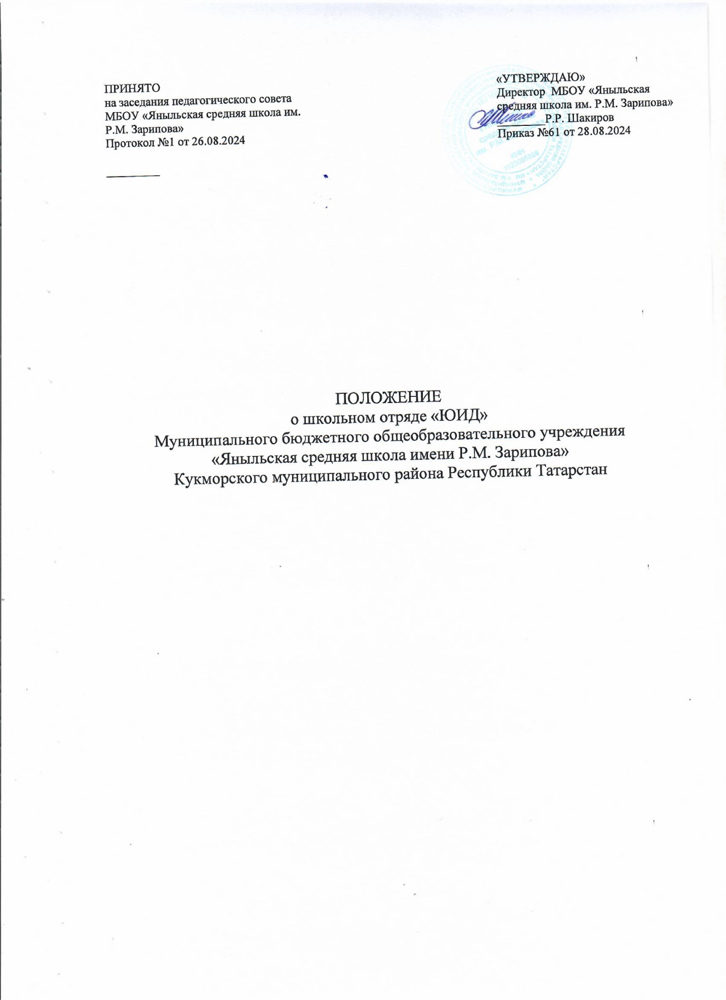 ПРИНЯТО
на заседания педагогического совета
МБОУ «Яныльская средняя школа им.
Р.М. Зарипова»
Протокол №1 от 26.08.2024
«УТВЕРЖДАЮ»
Директор МБОУ «Яныльская
средняя школа им. Р.М. Зарипова»
________Р.Р. Шакиров
Приказ №61 от 28.08.2024
ИНН
ПОЛОЖЕНИЕ
о школьном отряде «ЮИД»
Муниципального бюджетного общеобразовательного учреждения
«Яныльская средняя школа имени Р.М. Зарипова»
Кукморского муниципального района Республики Татарстан